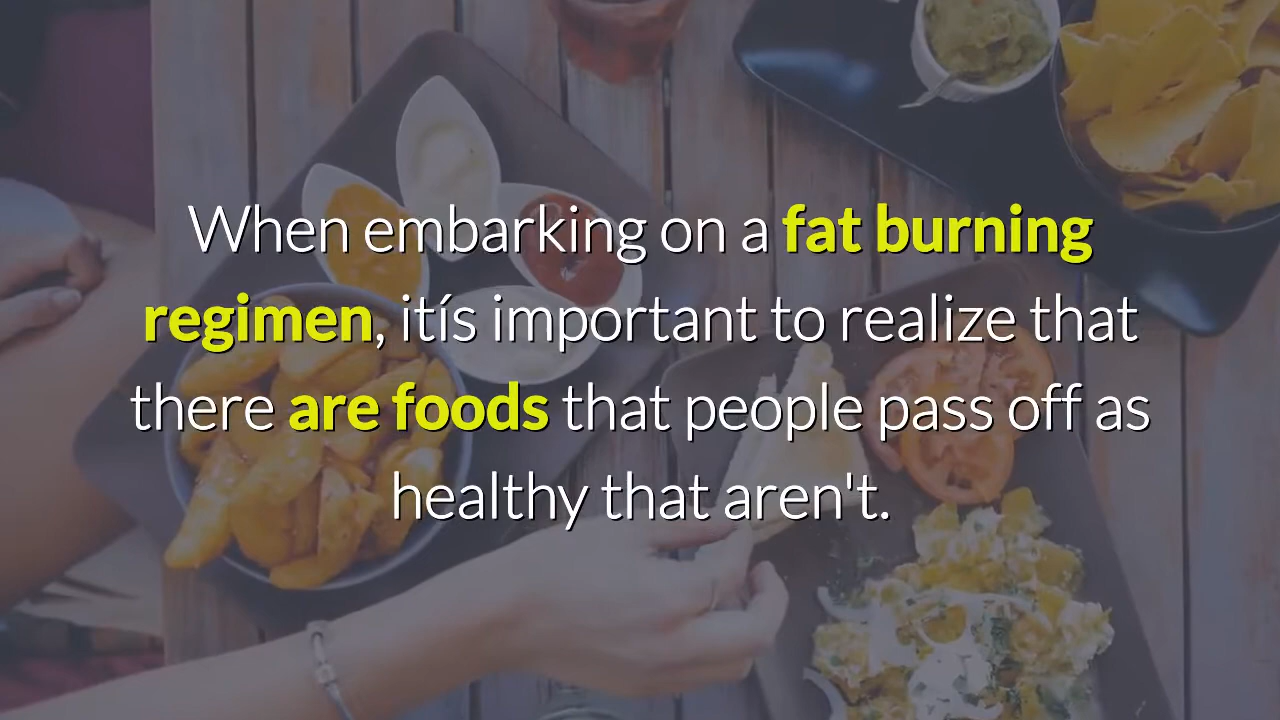 When embarking on a fat burning
regimen, itís important to realize that
there are foods that people pass off as
healthy that aren't.